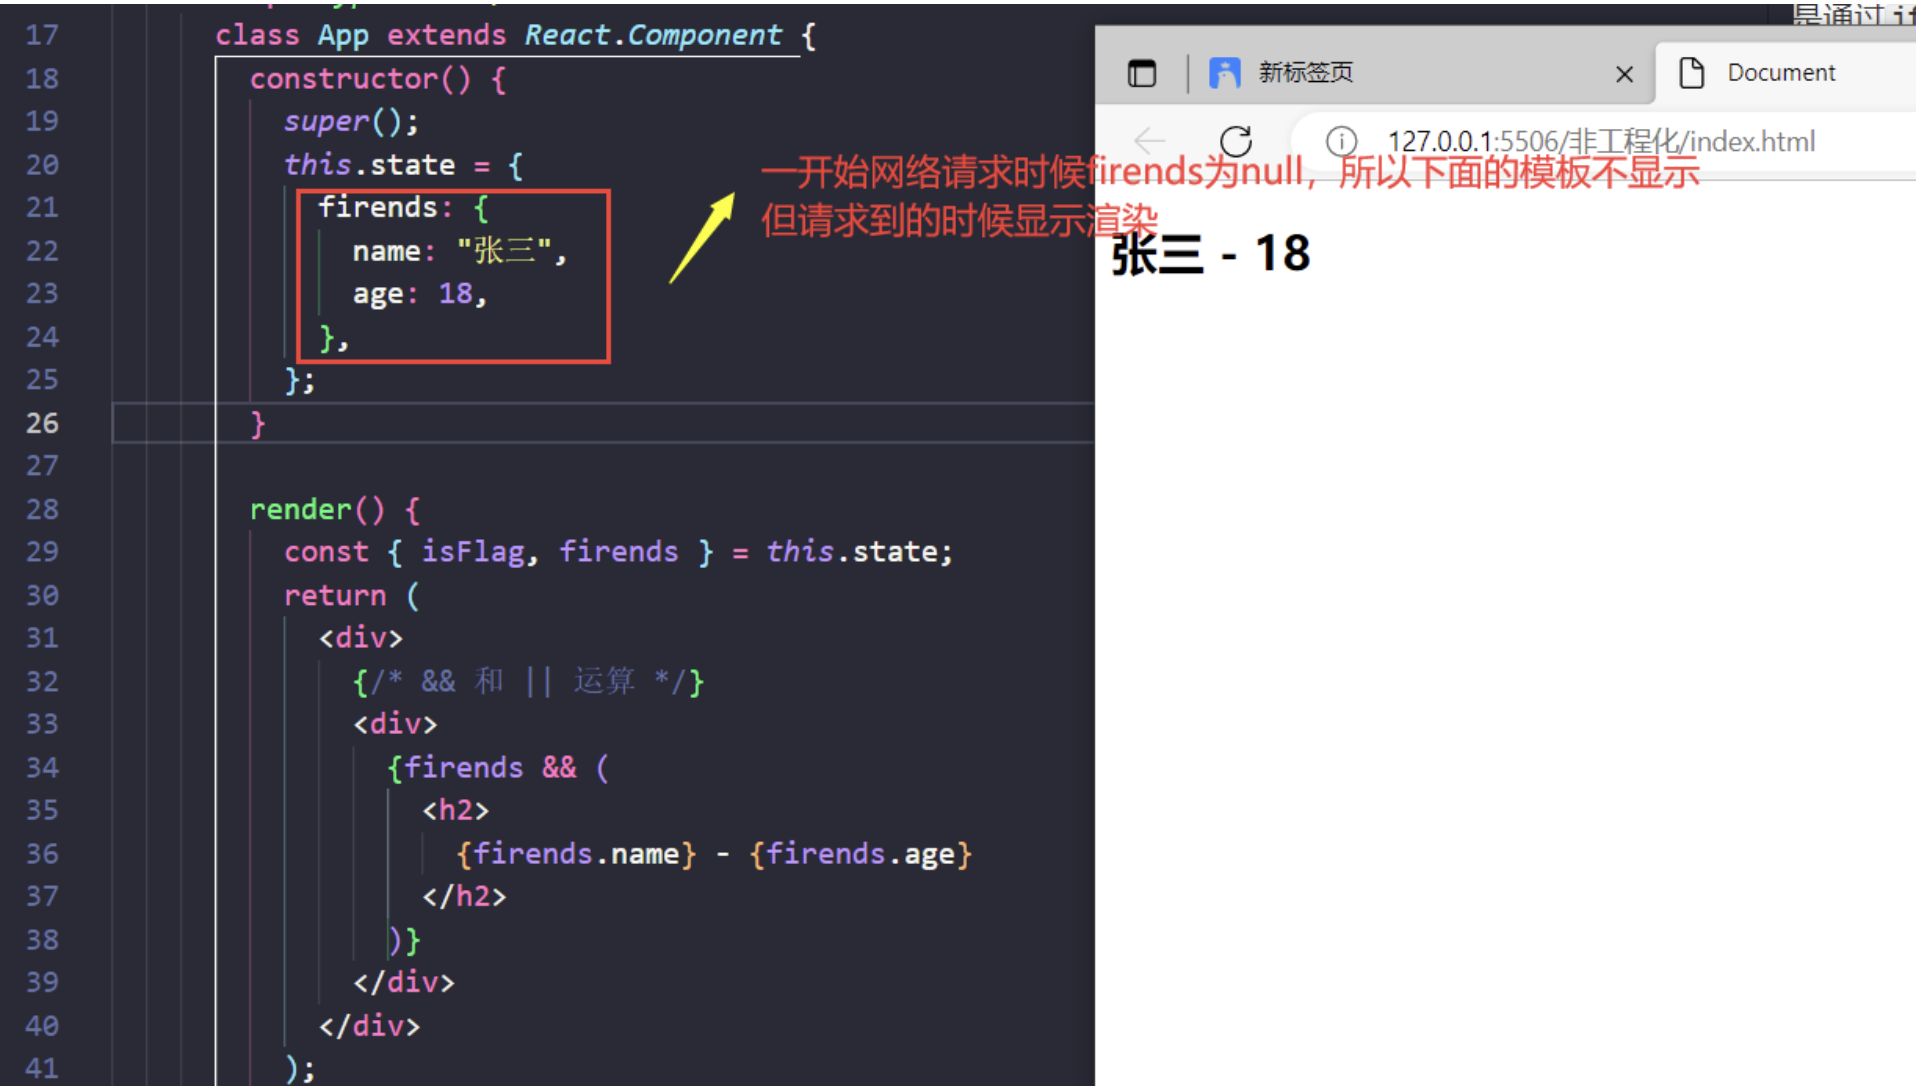 17 class App extends React.Component {
18 constructor() {
19 super();
20 this.state = {
21 firends: {
22 name: "张三",
23 age: 18,
24 },
25 };
26 }
27
28 render() {
29 const { isFlag, firends } = this.state;
30 return (
31 <div>
32 {/* && 和 || 运算 */}
33 <div>
34 {firends && (
35 <h2>
36 {firends.name} - {firends.age}
37 </h2>
38 )}
39 </div>
40 </div>
41 );
一开始网络请求时候firends为null，所以下面的模板不显示
但请求到的时候显示渲染
是通过 if
新标签页
Document
127.0.0.1:5506/非工程化/index.html
张三 - 18